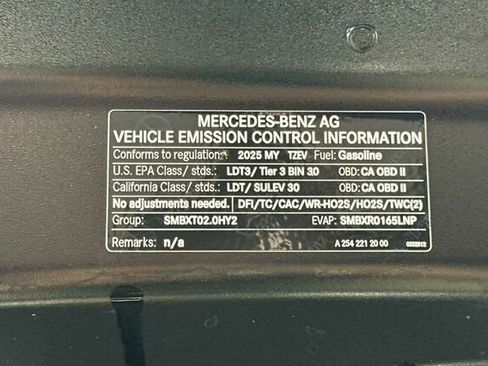 MERCEDES-BENZ AG
VEHICLE EMISSION CONTROL INFORMATION
Conforms to regulation: 2025 MY TZEV Fuel: Gasoline
U.S. EPA Class/ stds.: LDT3/ Tier 3 BIN 30 OBD: CA OBD II
California Class/ stds.: LDT/ SULEV 30 OBD: CA OBD II
No adjustments needed. DFI/TC/CAC/WR-HO2S/HO2S/TWC(2)
Group: SMBXT02.0HY2 EVAP: SMBXR0165LNP
Remarks: n/a A 254 221 20 00